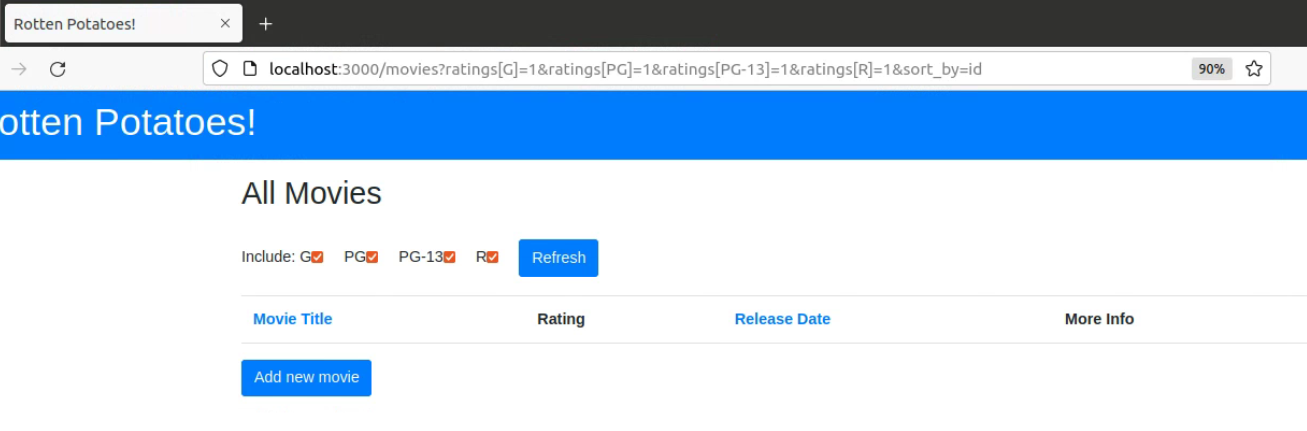 Rotten Potatoes!
localhost:3000/movies?ratings[G]=1&ratings[PG]=1&ratings[PG-13]=1&ratings[R]=1&sort_by=id 90%
otten Potatoes!
All Movies
Include: G PG PG-13 R Refresh
Movie Title Rating Release Date More Info
Add new movie